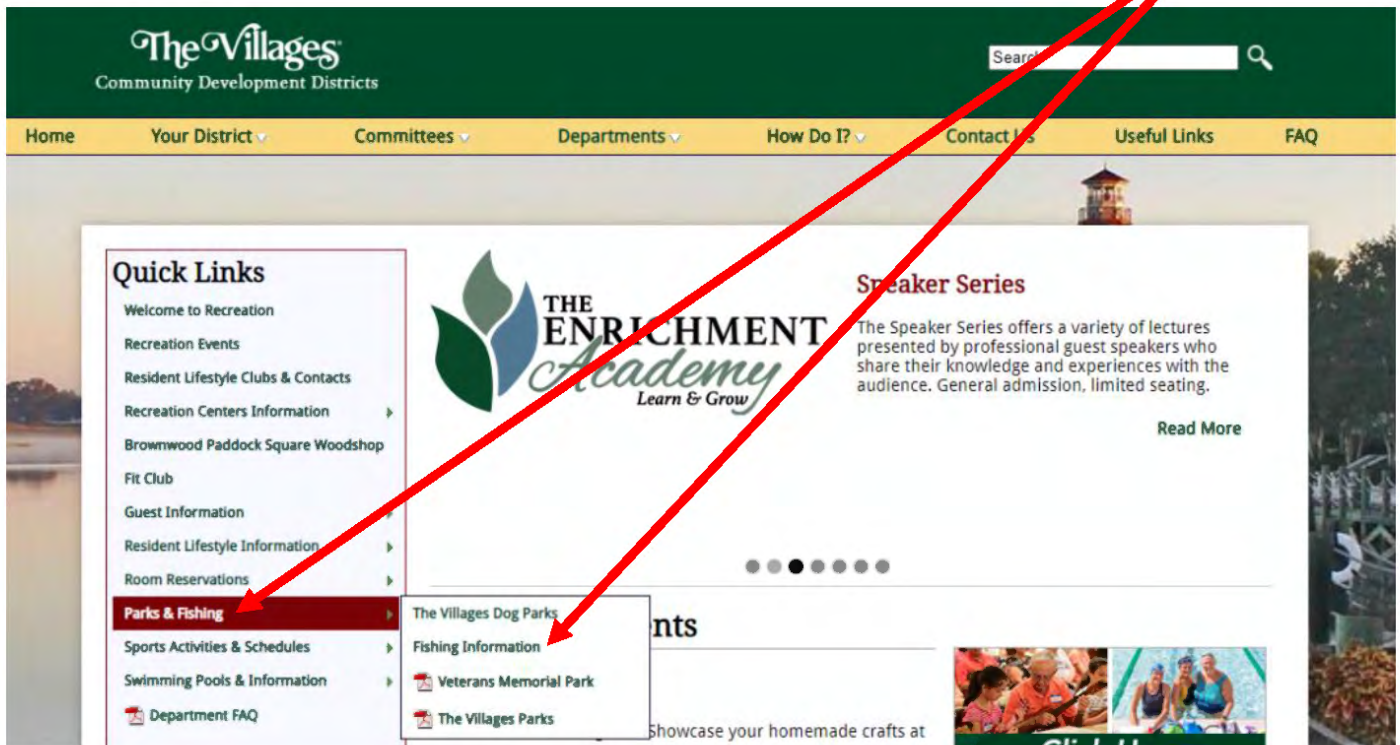 The Villages
Community Development Districts
Search
Home Your District Committees Departments How Do I? Contact Us Useful Links FAQ
Quick Links
Welcome to Recreation
Recreation Events
Resident Lifestyle Clubs & Contacts
Recreation Centers Information
Brownwood Paddock Square Woodshop
Fit Club
Guest Information
Resident Lifestyle Information
Room Reservations
Parks & Fishing
Sports Activities & Schedules
Swimming Pools & Information
Department FAQ
The Villages Dog Parks
Fishing Information
Veterans Memorial Park
The Villages Parks
THE
ENRICHMENT
Academy
Learn & Grow
Speaker Series
The Speaker Series offers a variety of lectures
presented by professional guest speakers who
share their knowledge and experiences with the
audience. General admission, limited seating.
Read More
nts
Showcase your homemade crafts at